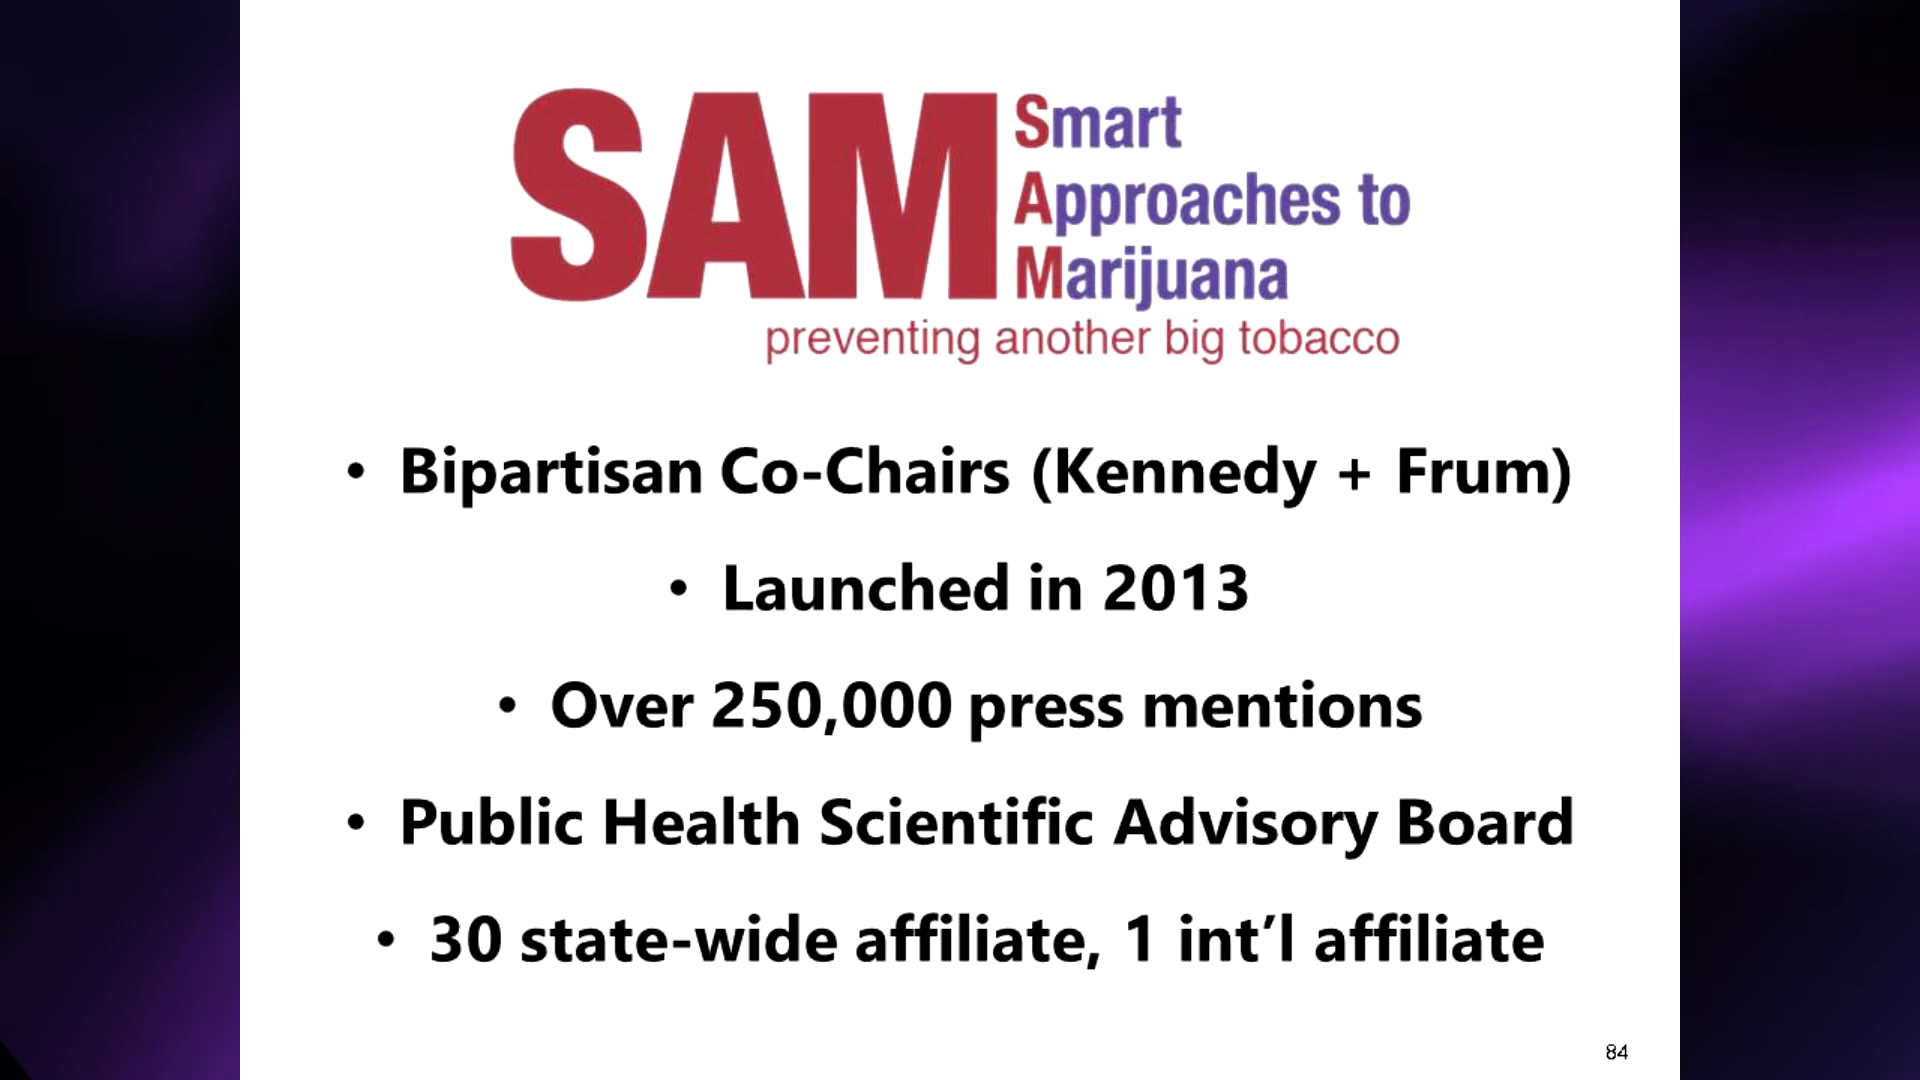 SAM
Smart
Approaches to
Marijuana
preventing another big tobacco
• Bipartisan Co-Chairs (Kennedy + Frum)
• Launched in 2013
• Over 250,000 press mentions
• Public Health Scientific Advisory Board
• 30 state-wide affiliate, 1 int’l affiliate
84